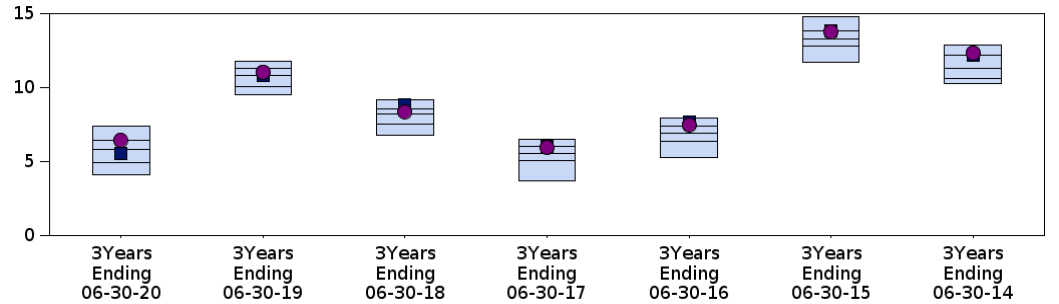 15
10
5
0
3Years 3Years 3Years 3Years 3Years 3Years 3Years
Ending Ending Ending Ending Ending Ending Ending
06-30-20 06-30-19 06-30-18 06-30-17 06-30-16 06-30-15 06-30-14